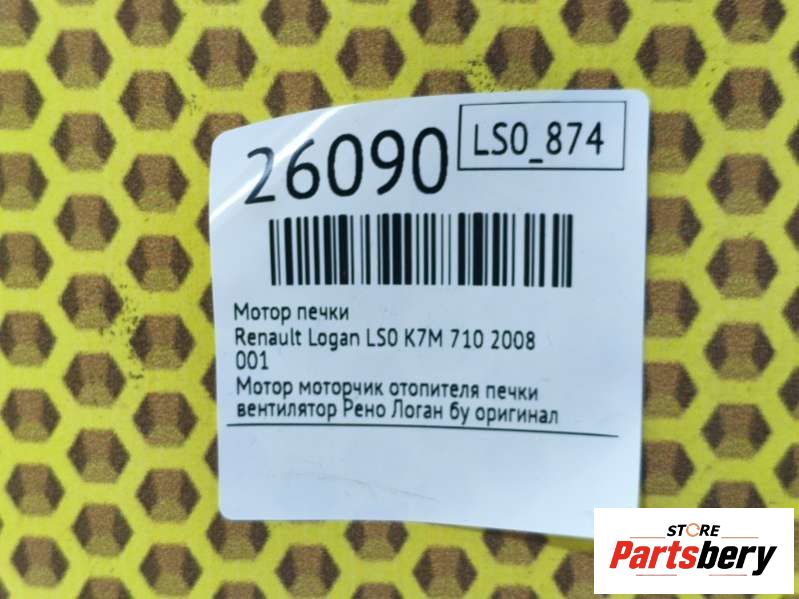 26090
LS0_874
Мотор печки
Renault Logan LS0 K7M 710 2008
001
Мотор моторчик отопителя печки
вентилятор Рено Логан бу оригинал
STORE
Partsbery